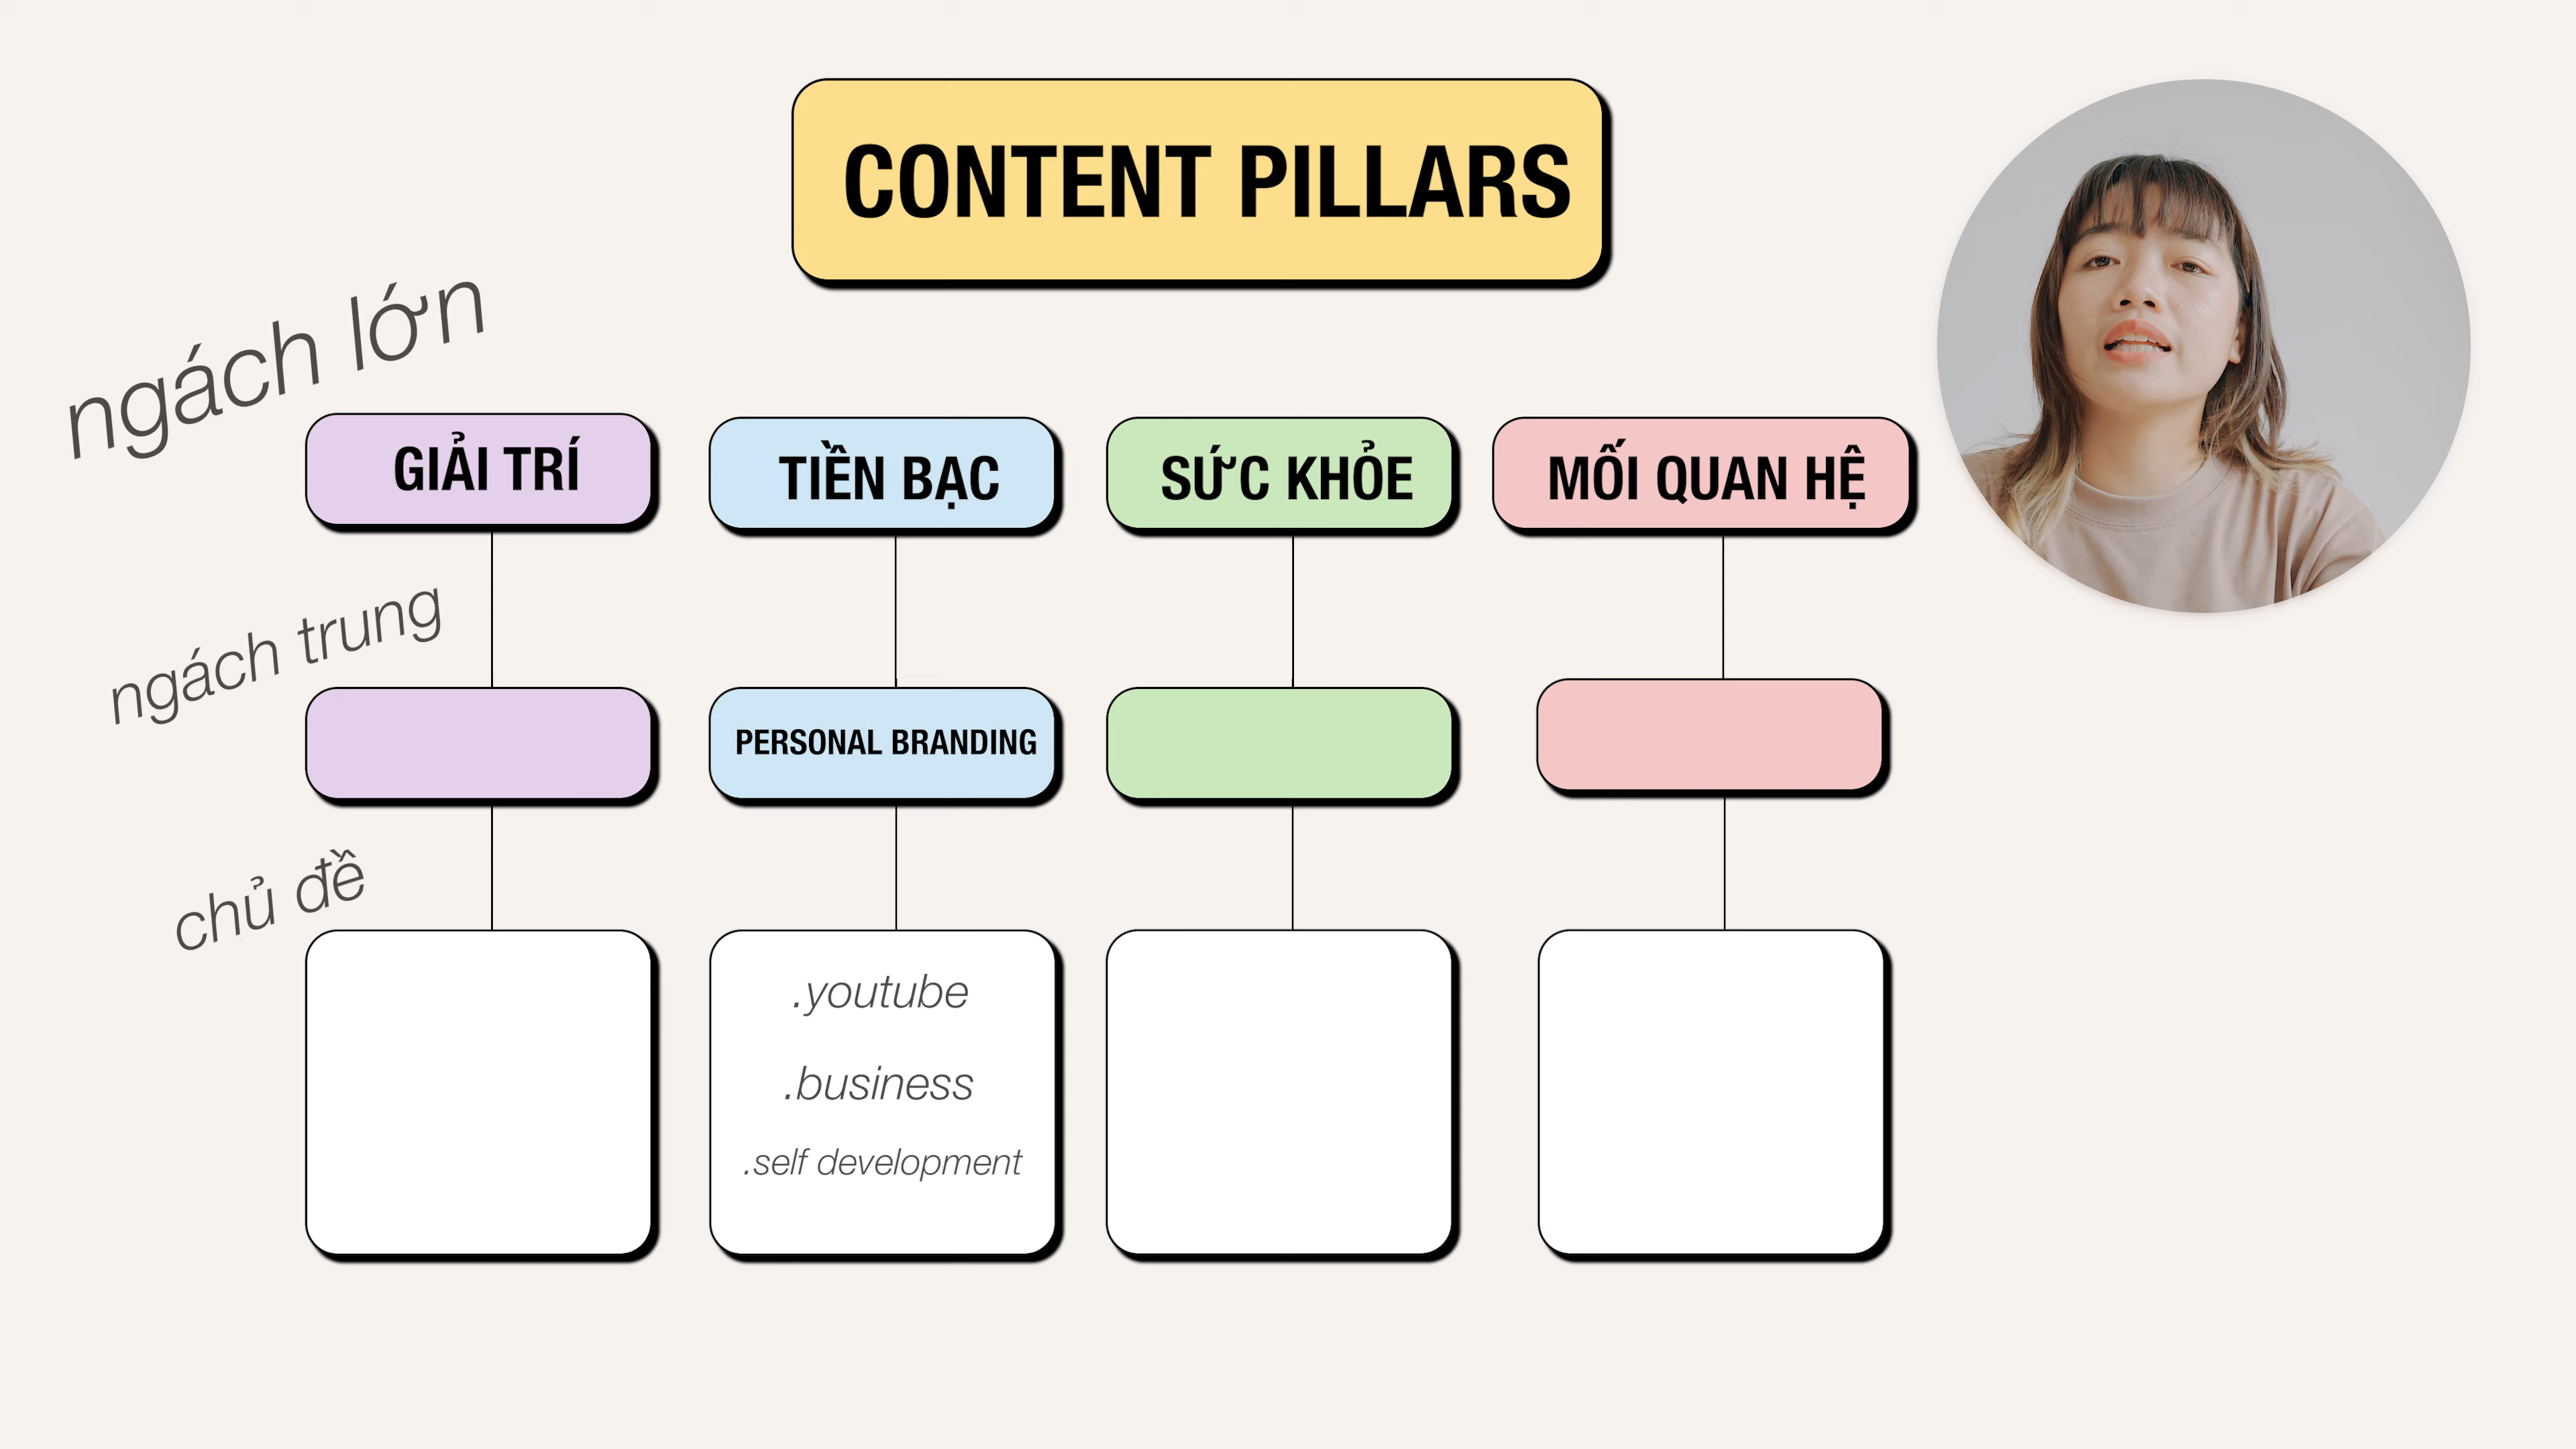 CONTENT PILLARS
ngách lớn
GIẢI TRÍ
TIỀN BẠC
SỨC KHỎE
MỐI QUAN HỆ
ngách trung
PERSONAL BRANDING
chủ đề
.youtube
.business
.self development